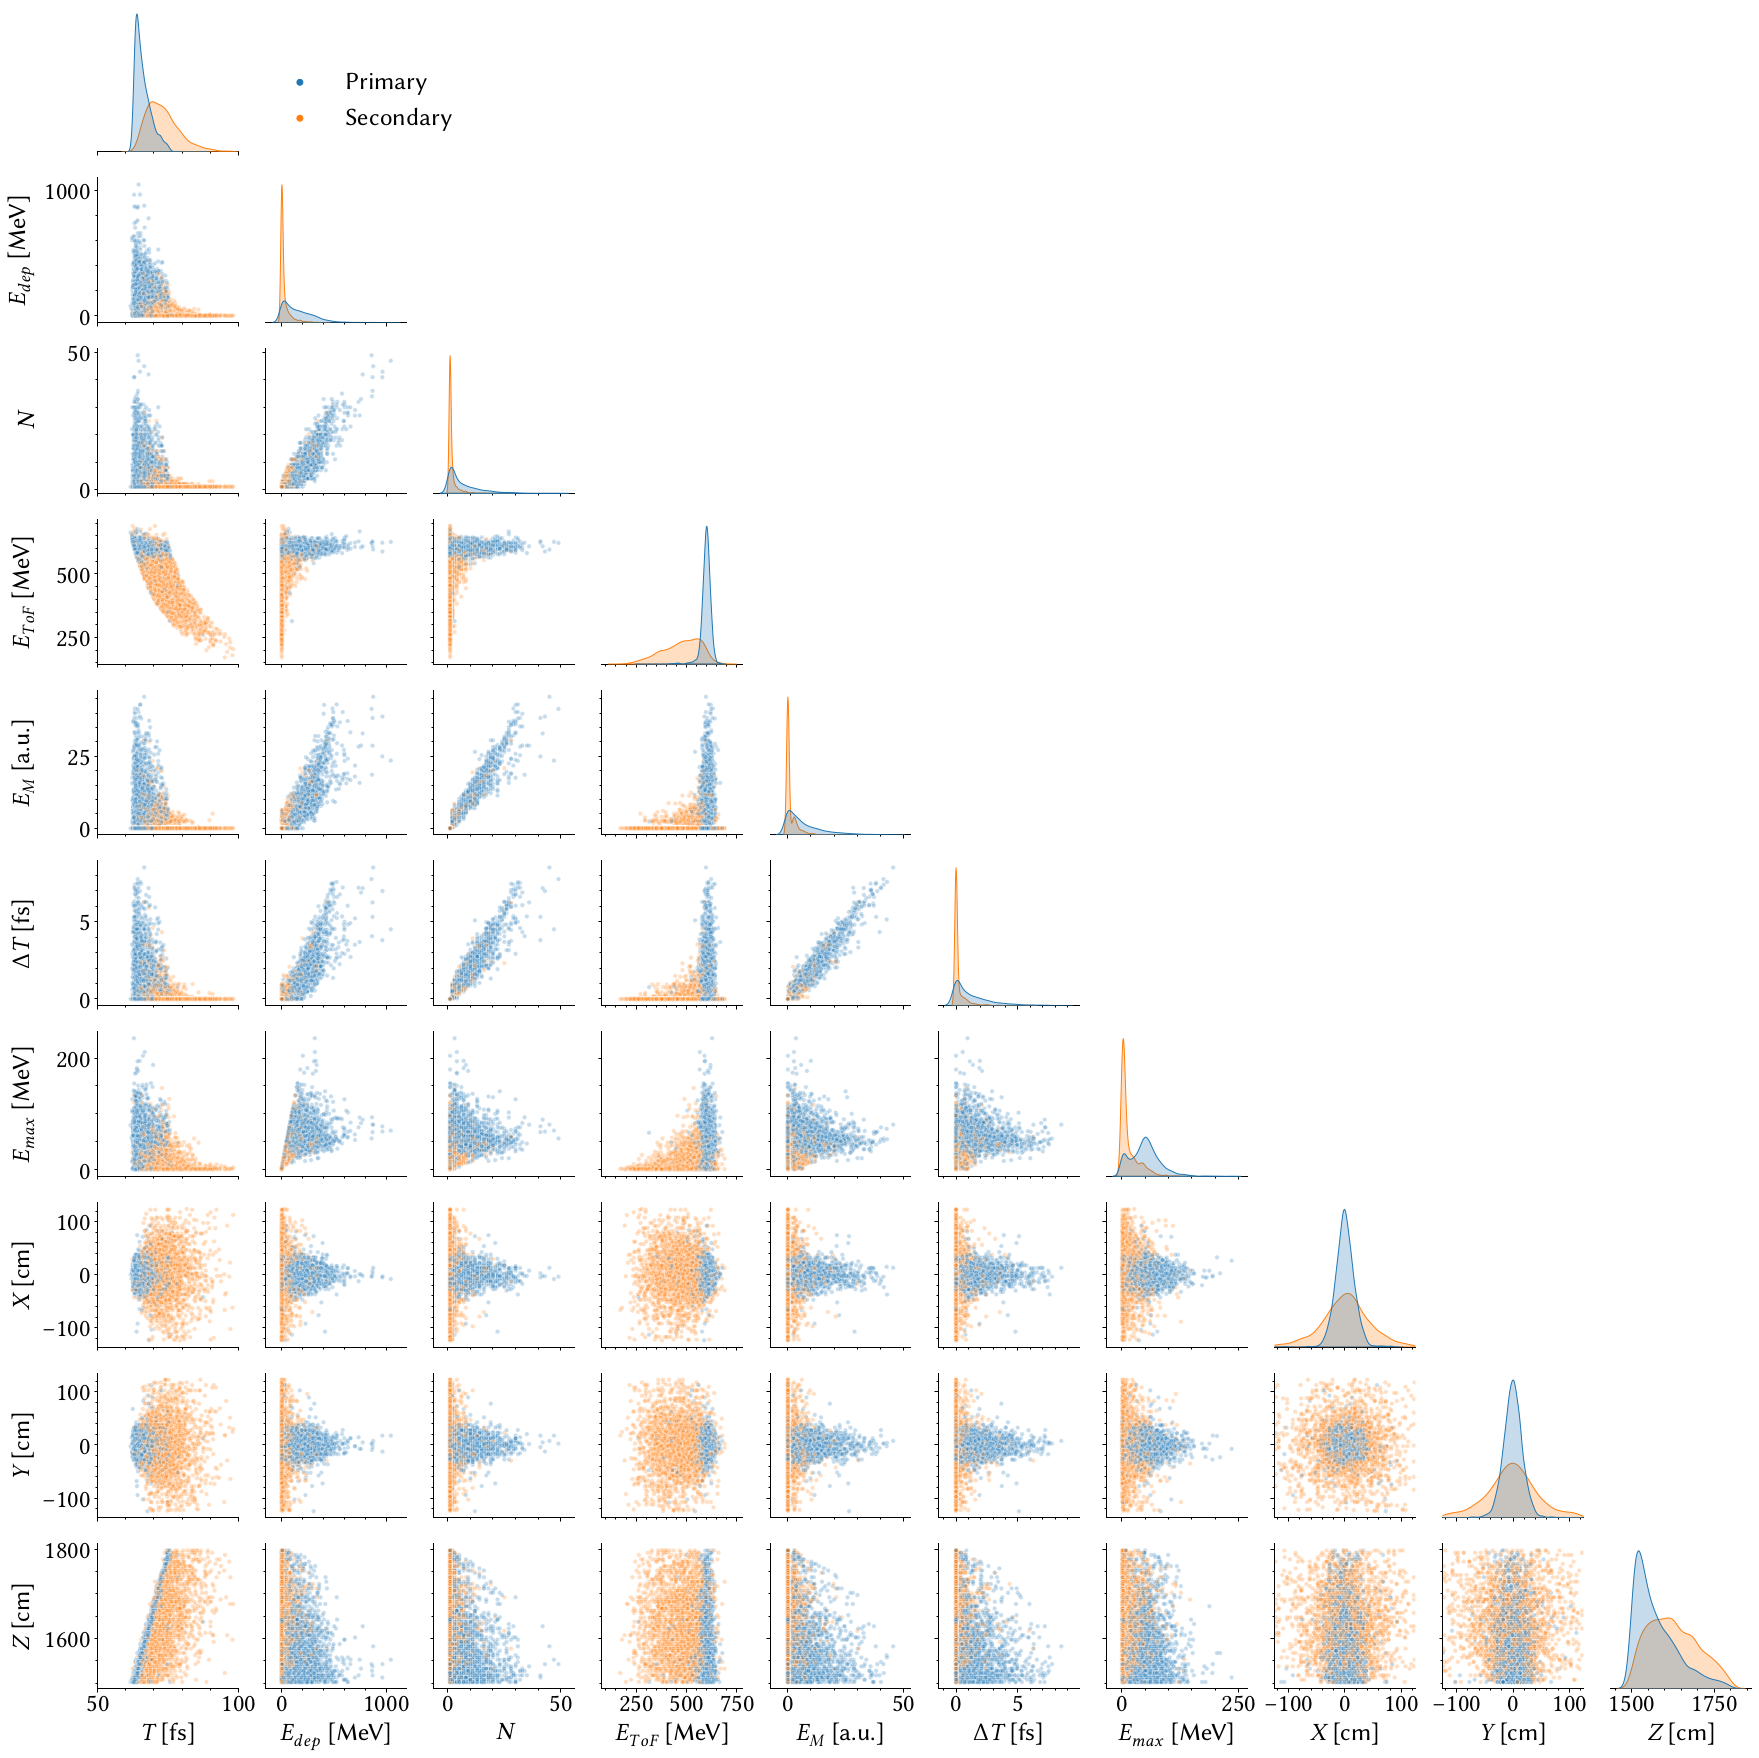 Primary
Secondary
1000
0
E_dep [MeV]
50
0
N
500
250
E_ToF [MeV]
25
0
E_M [a.u.]
5
0
ΔT [fs]
200
0
E_max [MeV]
100
0
−100
X [cm]
100
0
−100
Y [cm]
1800
1600
Z [cm]
50 100 0 1000 0 50 250 500 750 0 50 0 5 0 250 −100 0 100 −100 0 100 1500 1750
T [fs] E_dep [MeV] N E_ToF [MeV] E_M [a.u.] ΔT [fs] E_max [MeV] X [cm] Y [cm] Z [cm]